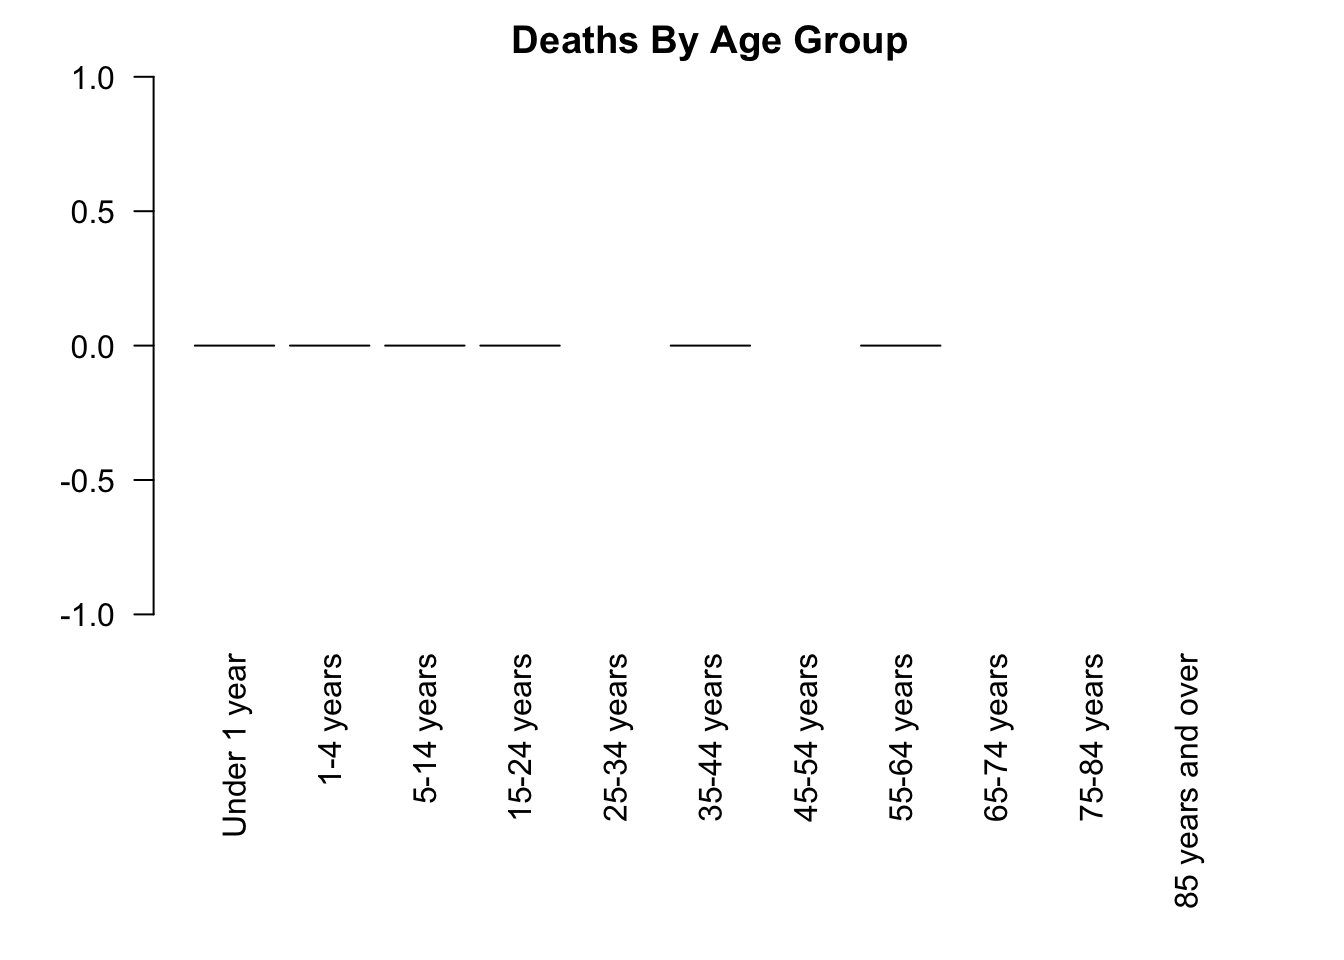 Deaths By Age Group
1.0
0.5
0.0
-0.5
-1.0
Under 1 year
1-4 years
5-14 years
15-24 years
25-34 years
35-44 years
45-54 years
55-64 years
65-74 years
75-84 years
85 years and over